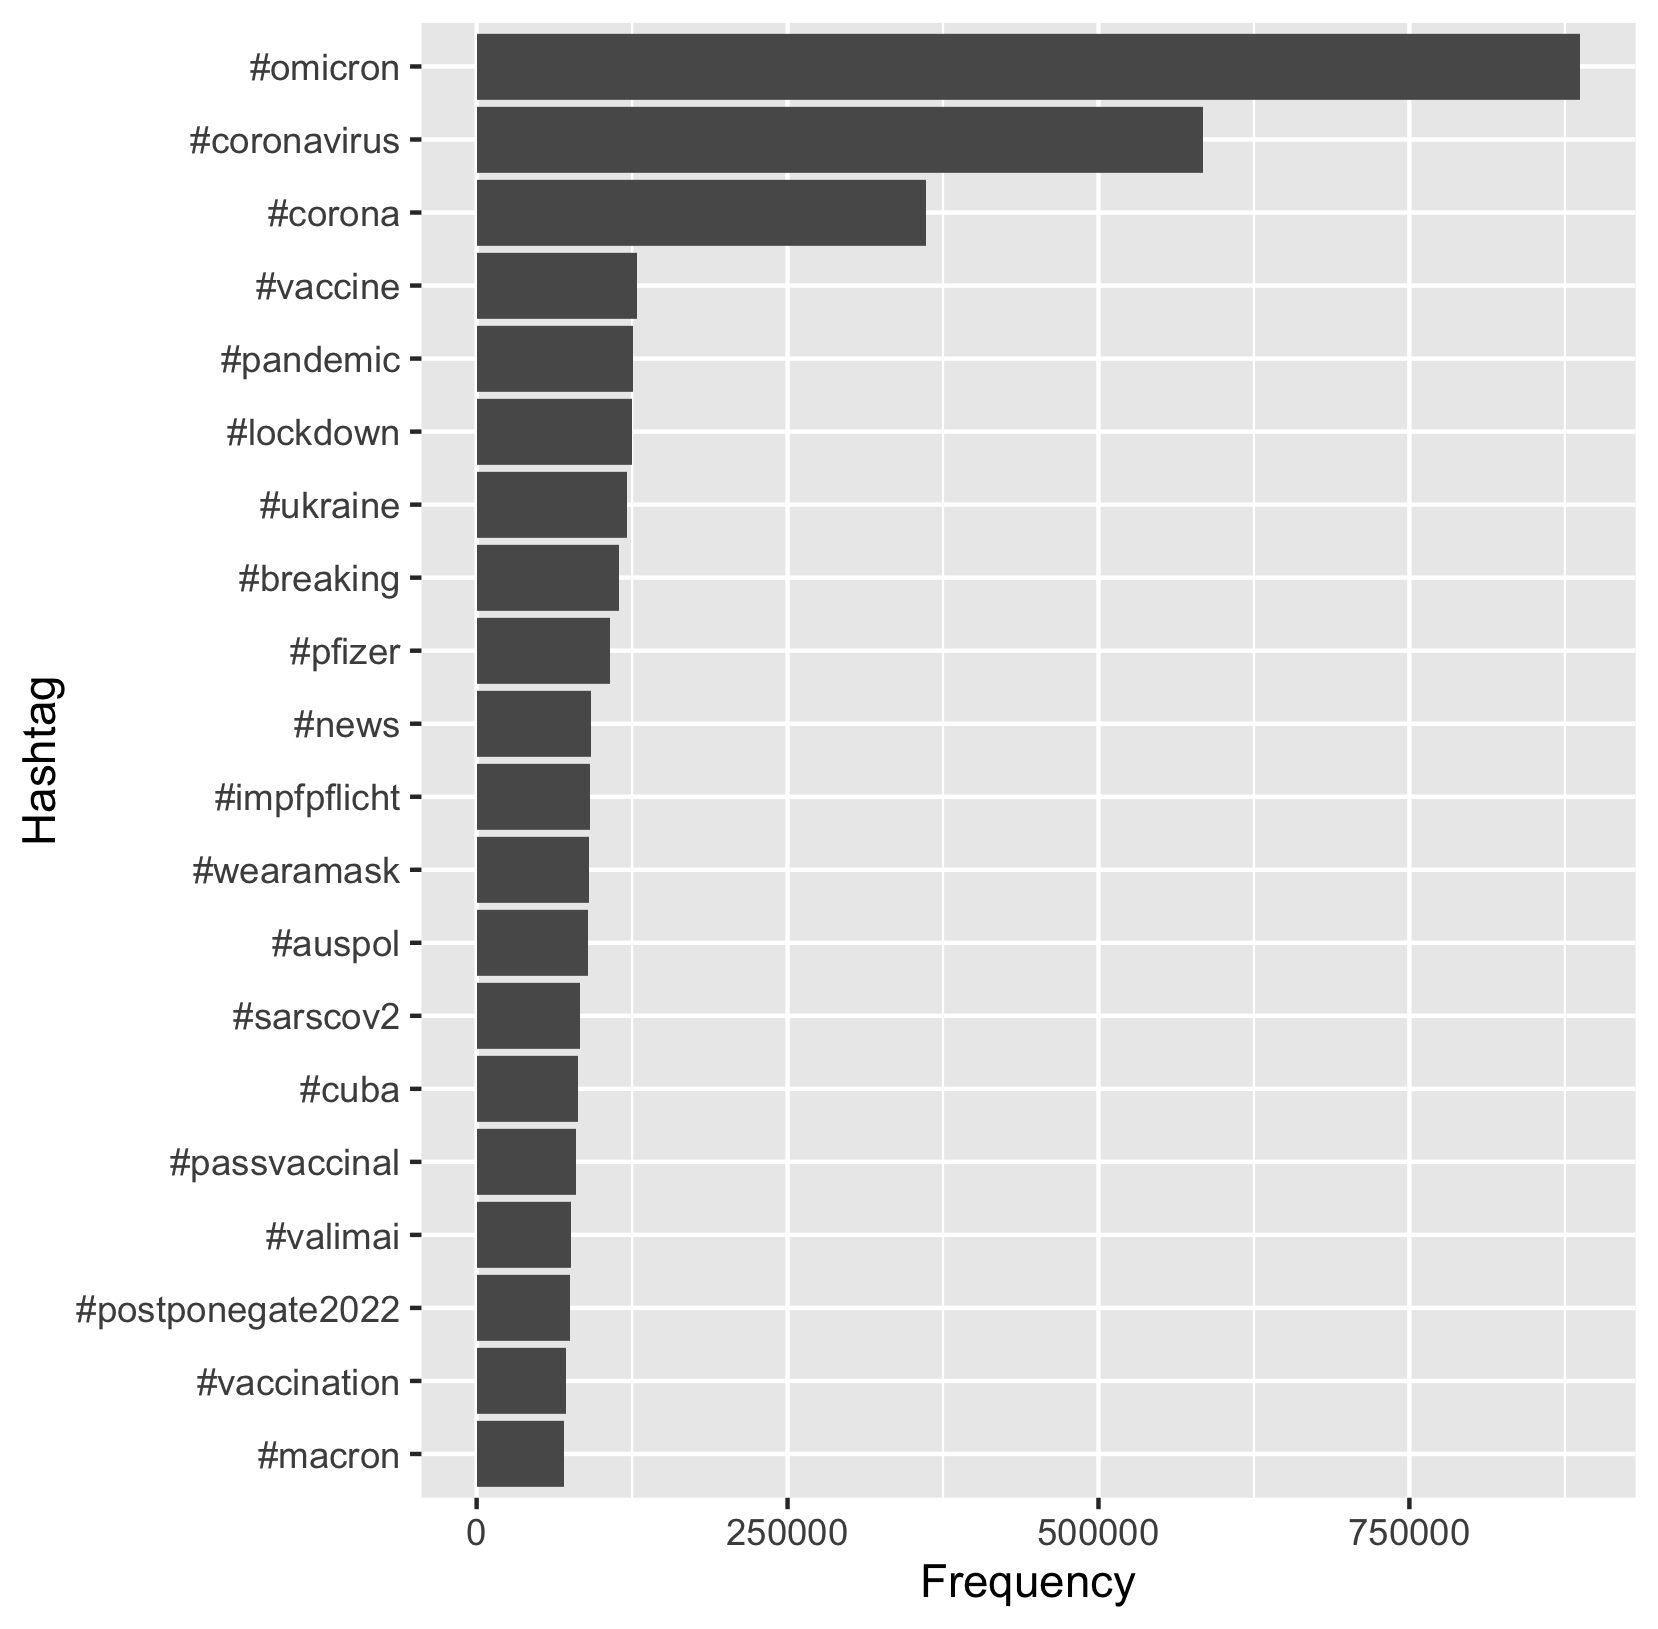 #omicron
#coronavirus
#corona
#vaccine
#pandemic
#lockdown
#ukraine
#breaking
#pfizer
#news
#impfpflicht
#wearamask
#auspol
#sarscov2
#cuba
#passvaccinal
#valimai
#postponegate2022
#vaccination
#macron
Hashtag
0 250000 500000 750000
Frequency